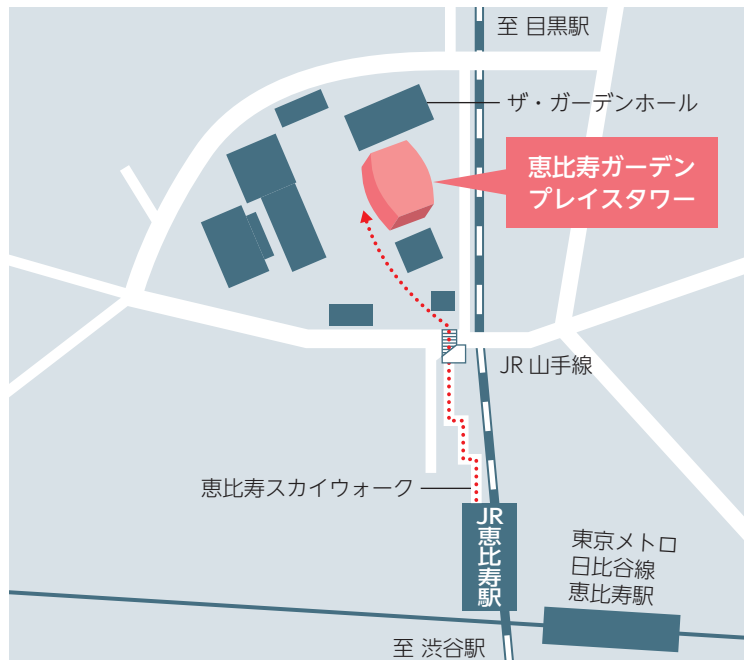 至 目黒駅
ザ・ガーデンホール
恵比寿ガーデン
プレイスタワー
JR 山手線
恵比寿スカイウォーク
JR恵比寿駅
東京メトロ
日比谷線
恵比寿駅
至 渋谷駅